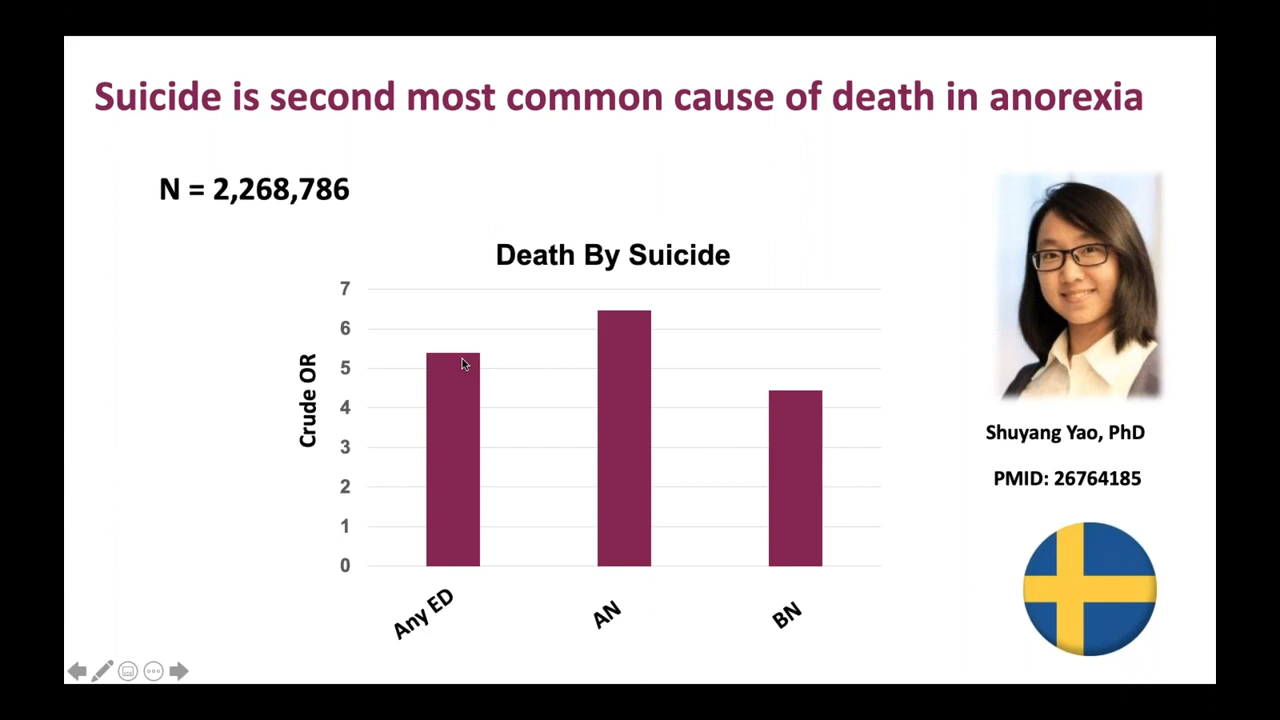 Suicide is second most common cause of death in anorexia
N = 2,268,786
Death By Suicide
7
6
5
4
3
2
1
0
Crude OR
Any ED
AN
BN
Shuyang Yao, PhD
PMID: 26764185